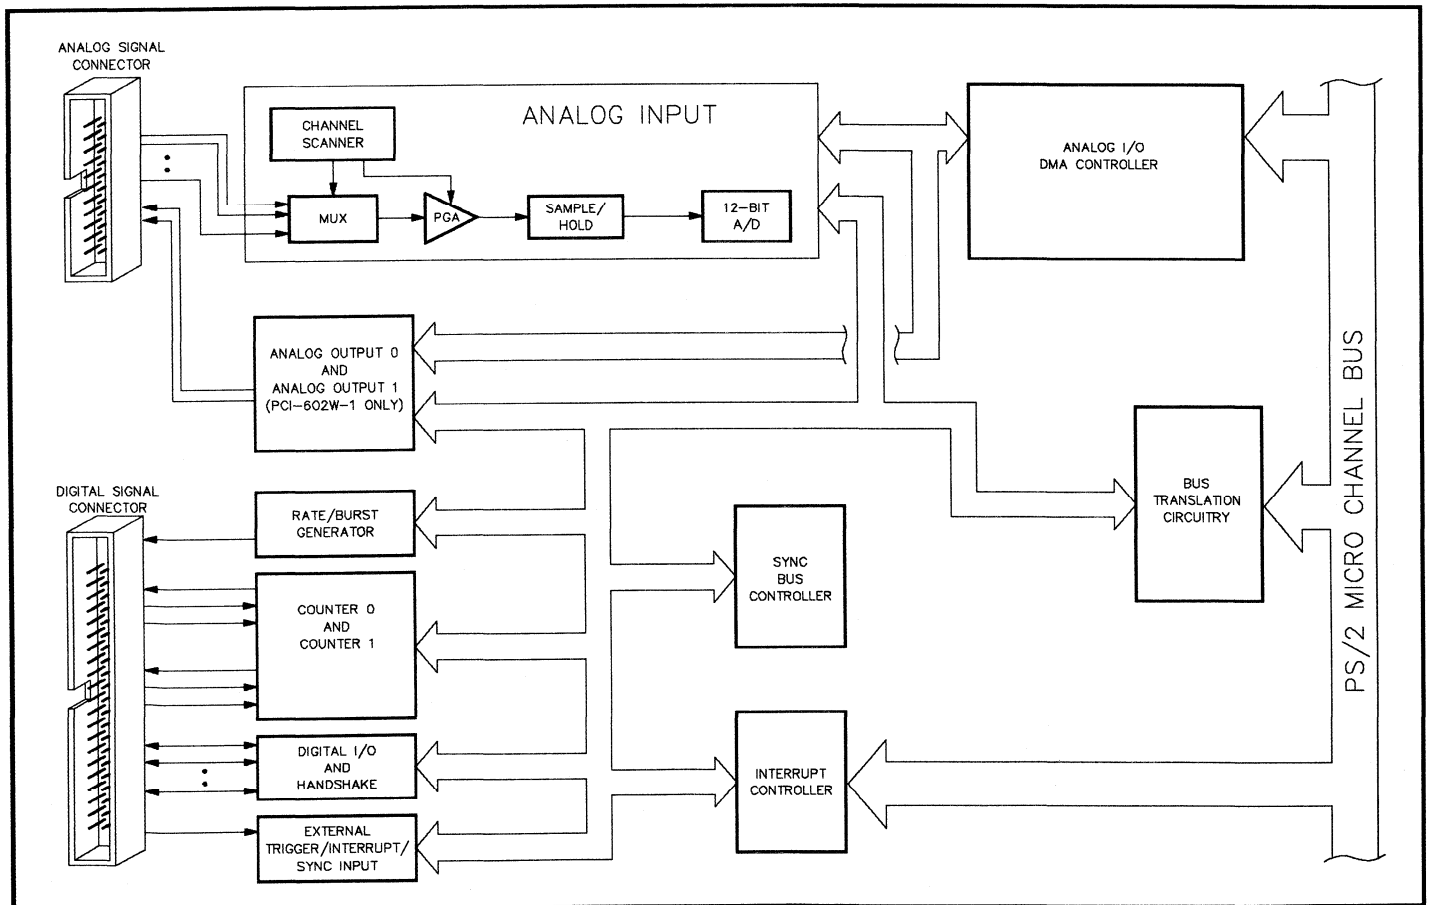 ANALOG SIGNAL
CONNECTOR
ANALOG INPUT
CHANNEL
SCANNER
MUX
PGA
SAMPLE/
HOLD
12-BIT
A/D
ANALOG I/O
DMA CONTROLLER
ANALOG OUTPUT 0
AND
ANALOG OUTPUT 1
(PCI-602W-1 ONLY)
PS/2 MICRO CHANNEL BUS
BUS
TRANSLATION
CIRCUITRY
DIGITAL SIGNAL
CONNECTOR
RATE/BURST
GENERATOR
SYNC
BUS
CONTROLLER
COUNTER 0
AND
COUNTER 1
DIGITAL I/O
AND
HANDSHAKE
INTERRUPT
CONTROLLER
EXTERNAL
TRIGGER/INTERRUPT/
SYNC INPUT